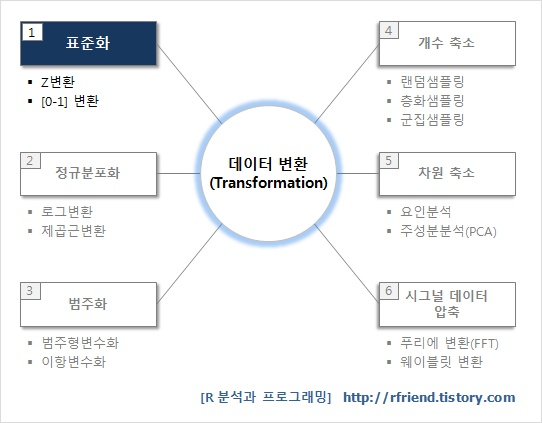 1
표준화
▪ Z변환
▪ [0-1] 변환
2
정규분포화
▪ 로그변환
▪ 제곱근변환
3
범주화
▪ 범주형변수화
▪ 이항변수화
데이터 변환
(Transformation)
4
개수 축소
▪ 랜덤샘플링
▪ 층화샘플링
▪ 군집샘플링
5
차원 축소
▪ 요인분석
▪ 주성분분석(PCA)
6
시그널 데이터
압축
▪ 푸리에 변환(FFT)
▪ 웨이블릿 변환
[R 분석과 프로그래밍] http://rfriend.tistory.com